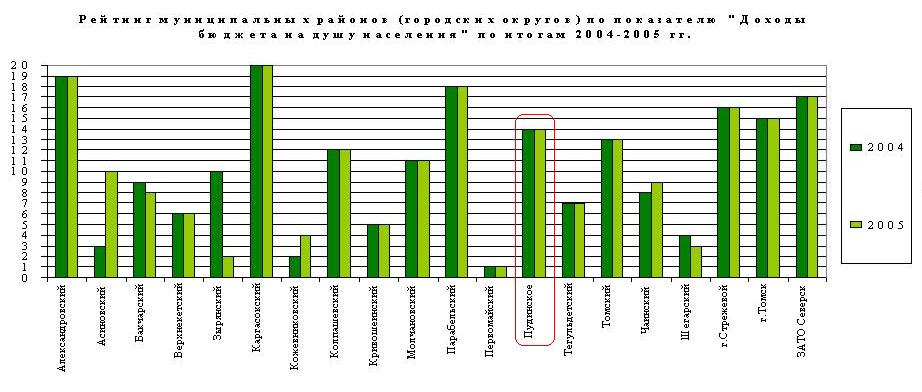 Рейтинг муниципальных районов (городских округов) по показателю "Доходы
бюджета на душу населения" по итогам 2004-2005 гг.
20
19
18
17
16
15
14
13
12
11
10
9
8
7
6
5
4
3
2
1
0
Александровский
Асиновский
Бакчарский
Верхнекетский
Зырянский
Каргасокский
Кожевниковский
Колпашевский
Кривошеинский
Молчановский
Парабельский
Первомайский
Пудинское
Тегульдетский
Томский
Чаинский
Шегарский
г.Стрежевой
г.Томск
ЗАТО Северск
2004
2005